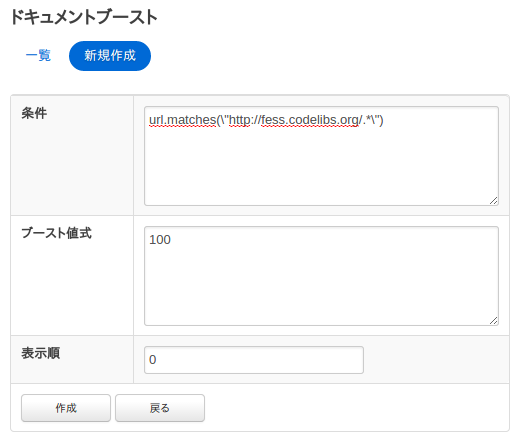 ドキュメントブースト
一覧 新規作成
条件
url.matches(\"http://fess.codelibs.org/.*\")
ブースト値式
100
表示順
0
作成 戻る